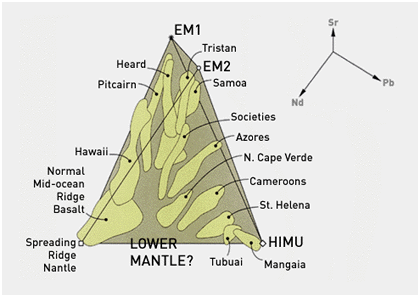 EM1
Sr
Tristan
Heard
EM2
Pitcairn
Samoa
Pb
Nd
Societies
Azores
Hawaii
N. Cape Verde
Normal
Mid-ocean
Ridge
Basalt
Cameroons
St. Helena
Spreading
Ridge
Nantle
LOWER
MANTLE?
HIMU
Tubuai
Mangaia